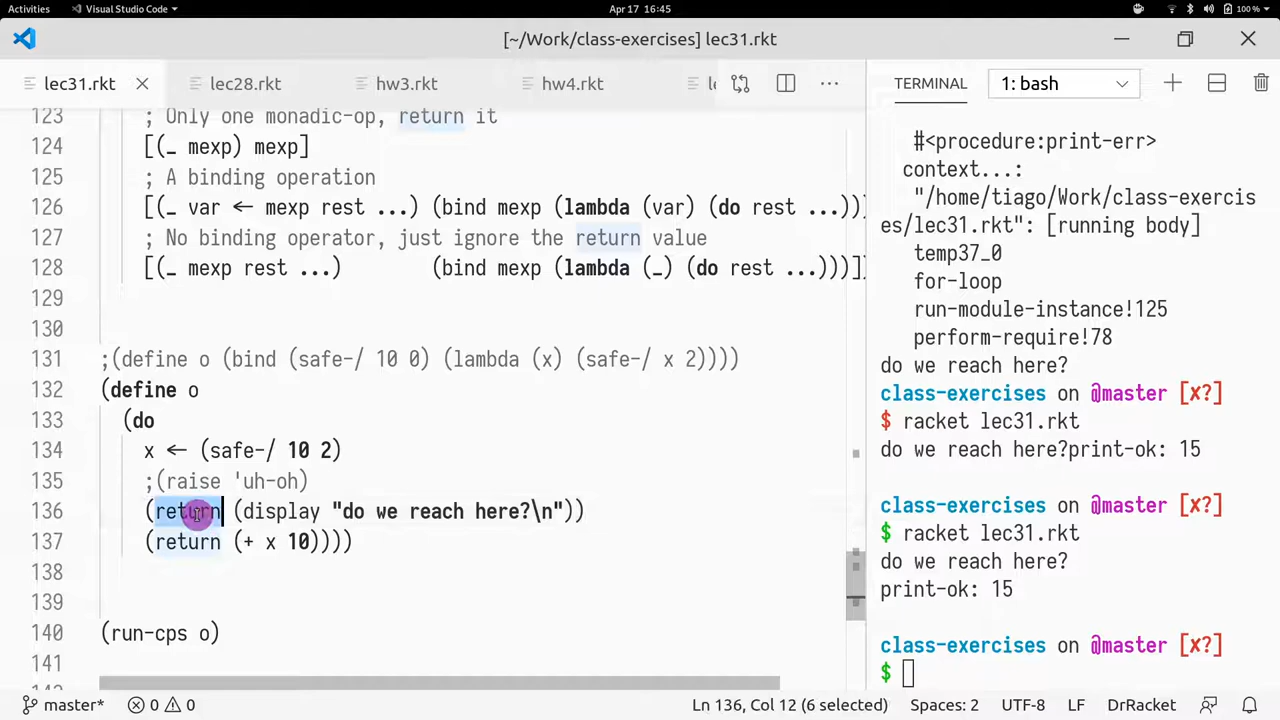 Activities Visual Studio Code Apr 17 16:45 100 %
[~/Work/class-exercises] lec31.rkt
lec31.rkt lec28.rkt hw3.rkt hw4.rkt
123 ; Only one monadic-op, return it
124 [(_ mexp) mexp]
125 ; A binding operation
126 [(_ var ← mexp rest ...) (bind mexp (lambda (var) (do rest ...)))]
127 ; No binding operator, just ignore the return value
128 [(_ mexp rest ...) (bind mexp (lambda (_) (do rest ...)))])
129
130
131 ;(define o (bind (safe-/ 10 0) (lambda (x) (safe-/ x 2))))
132 (define o
133 (do
134 x ← (safe-/ 10 2)
135 ;(raise 'uh-oh)
136 (return (display "do we reach here?\n"))
137 (return (+ x 10))))
138
139
140 (run-cps o)
141
TERMINAL 1: bash
#<procedure:print-err>
context...:
"/home/tiago/Work/class-exercis
es/lec31.rkt": [running body]
temp37_0
for-loop
run-module-instance!125
perform-require!78
do we reach here?
class-exercises on @master [✗?]
$ racket lec31.rkt
do we reach here?print-ok: 15
class-exercises on @master [✗?]
$ racket lec31.rkt
do we reach here?
print-ok: 15
class-exercises on @master [✗?]
$
master* 0 0 Ln 136, Col 12 (6 selected) Spaces: 2 UTF-8 LF DrRacket